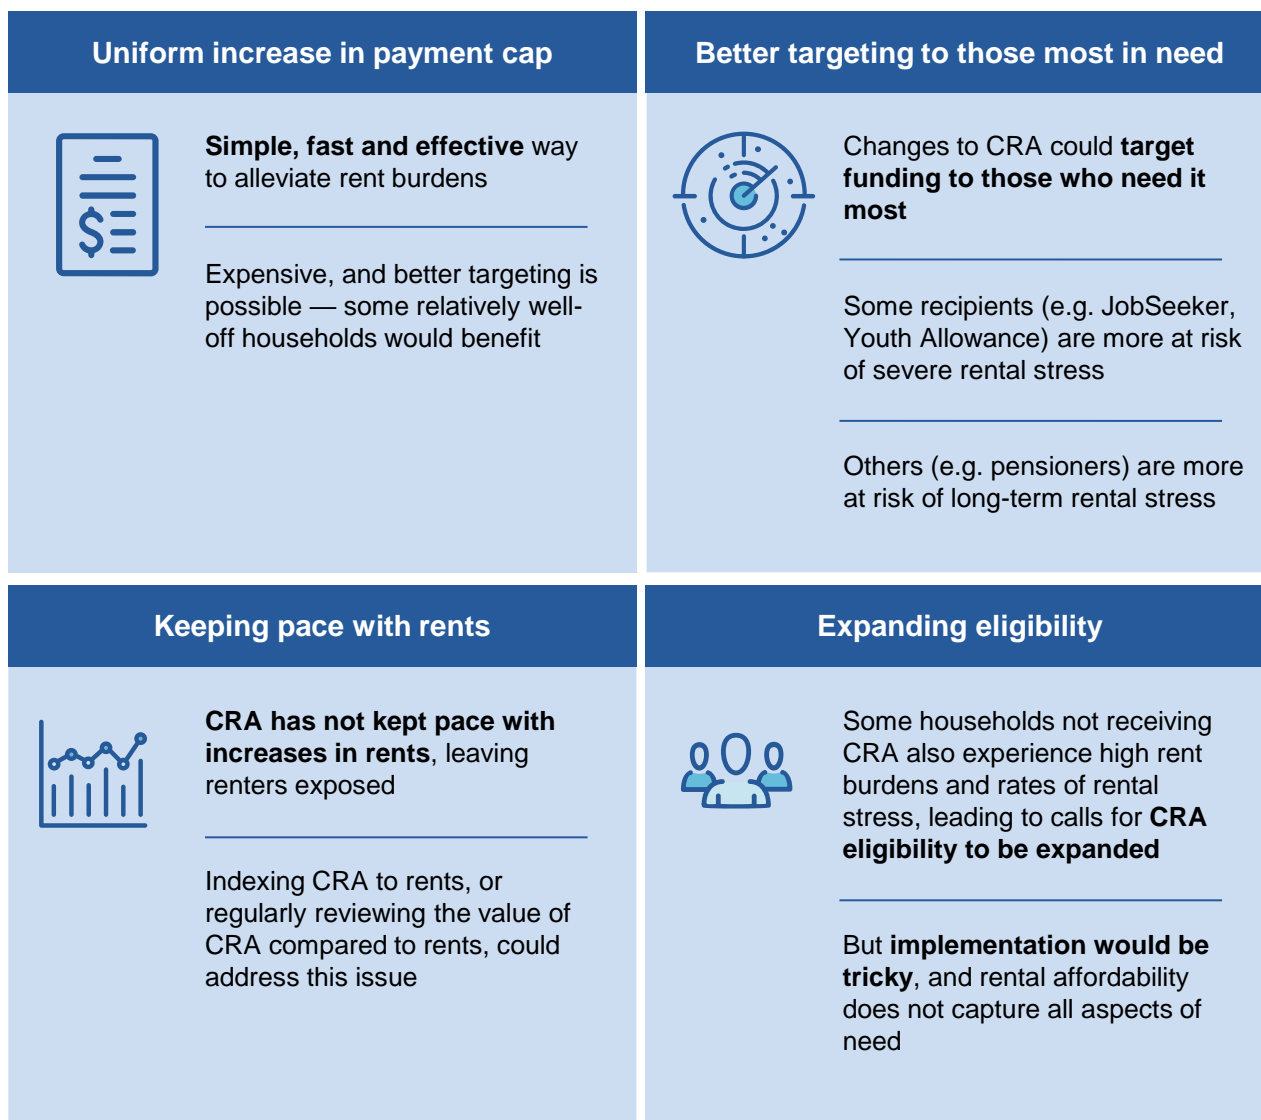 Uniform increase in payment cap
Simple, fast and effective way
to alleviate rent burdens
Expensive, and better targeting is
possible — some relatively well-
off households would benefit
Better targeting to those most in need
Changes to CRA could target
funding to those who need it
most
Some recipients (e.g. JobSeeker,
Youth Allowance) are more at risk
of severe rental stress
Others (e.g. pensioners) are more
at risk of long-term rental stress
Keeping pace with rents
CRA has not kept pace with
increases in rents, leaving
renters exposed
Indexing CRA to rents, or
regularly reviewing the value of
CRA compared to rents, could
address this issue
Expanding eligibility
Some households not receiving
CRA also experience high rent
burdens and rates of rental
stress, leading to calls for CRA
eligibility to be expanded
But implementation would be
tricky, and rental affordability
does not capture all aspects of
need